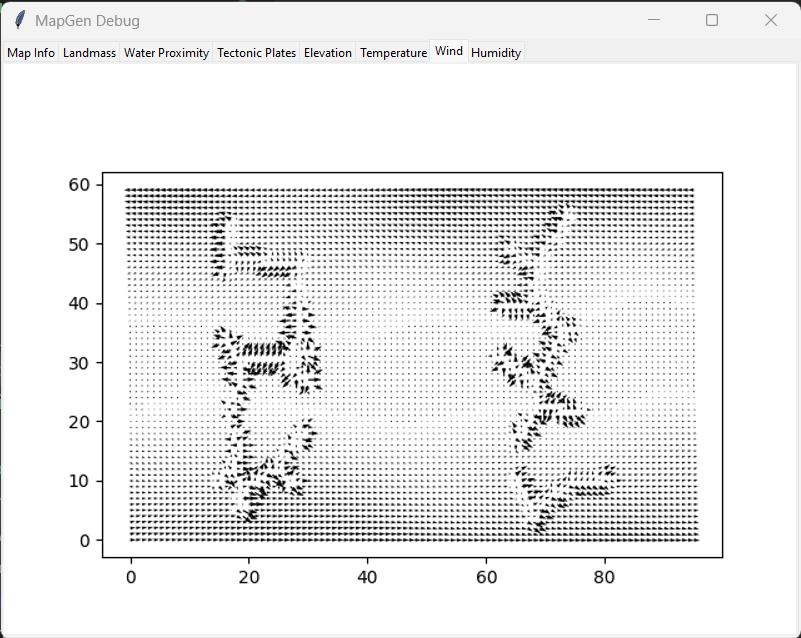 MapGen Debug
Map Info Landmass Water Proximity Tectonic Plates Elevation Temperature Wind Humidity
60
50
40
30
20
10
0
0 20 40 60 80